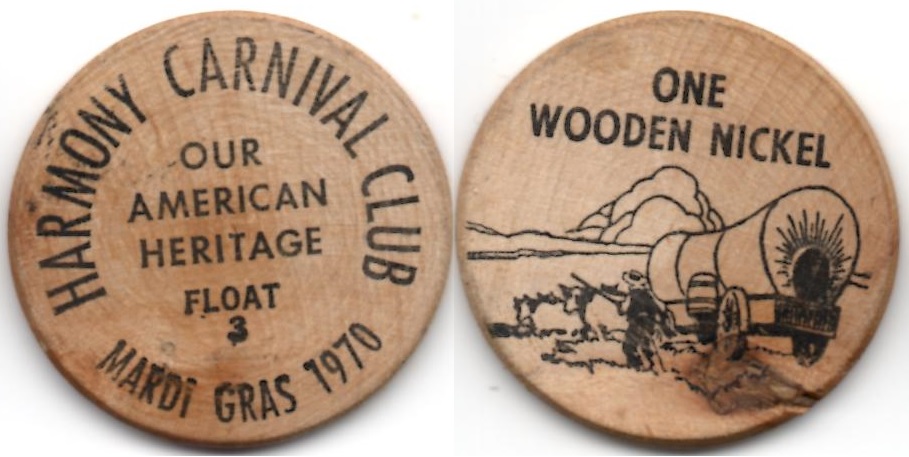 HARMONY CARNIVAL CLUB
OUR
AMERICAN
HERITAGE
FLOAT
3
MARDI GRAS 1970
ONE
WOODEN NICKEL